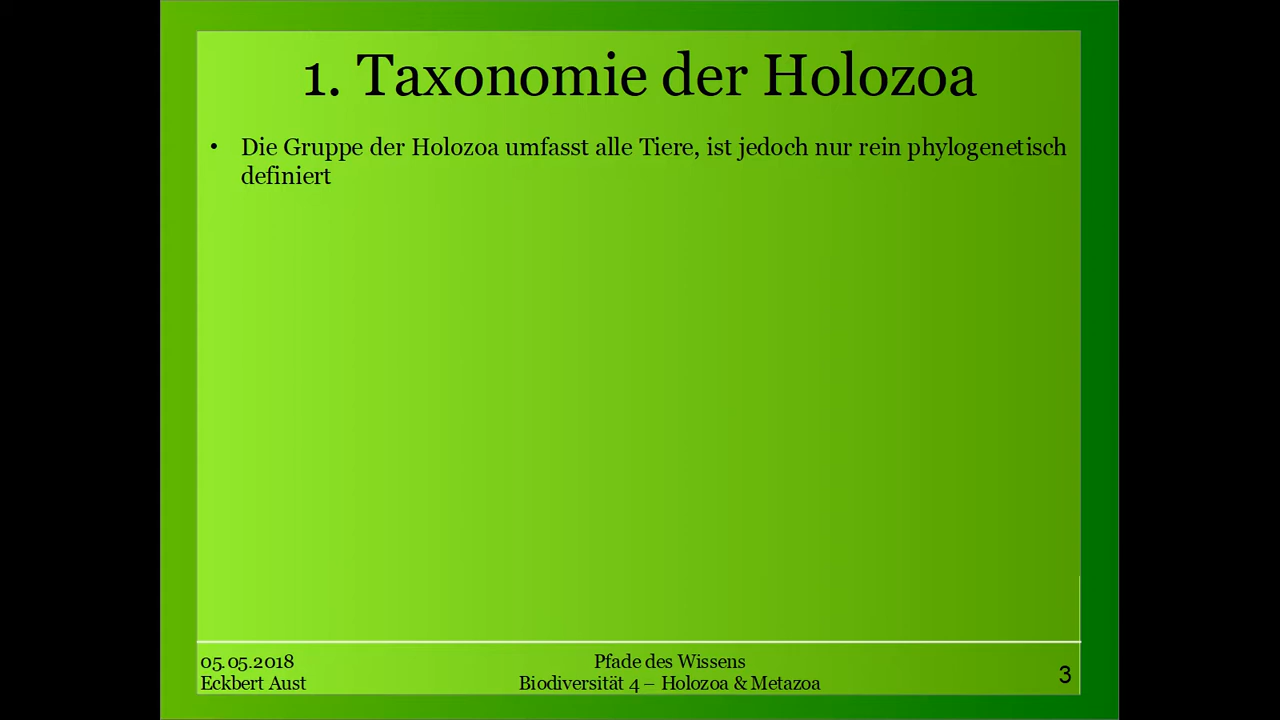 1. Taxonomie der Holozoa
• Die Gruppe der Holozoa umfasst alle Tiere, ist jedoch nur rein phylogenetisch
definiert
05.05.2018
Eckbert Aust
Pfade des Wissens
Biodiversität 4 – Holozoa & Metazoa
3